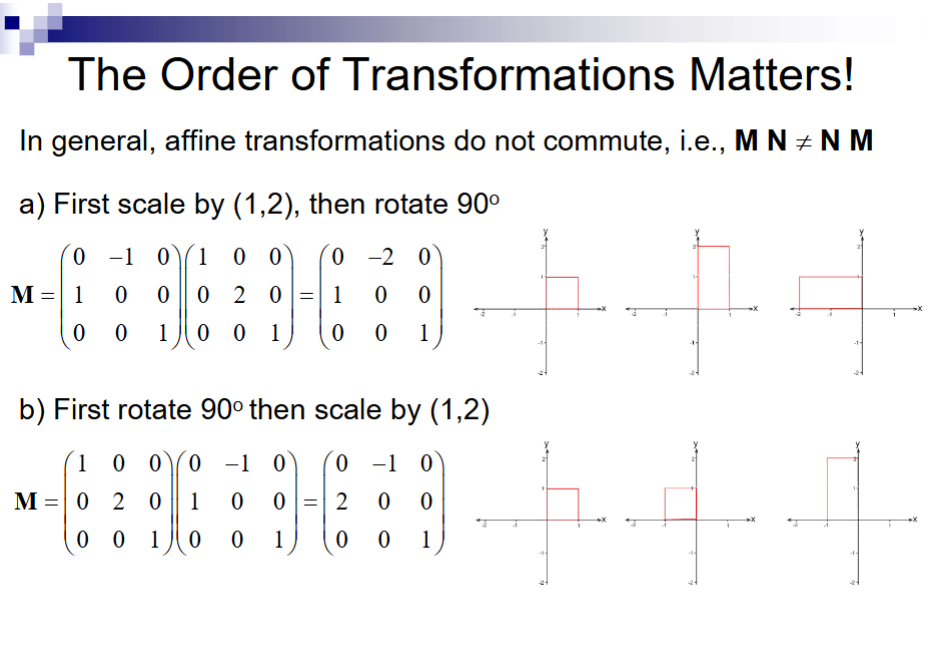 The Order of Transformations Matters!
In general, affine transformations do not commute, i.e., M N ≠ N M
a) First scale by (1,2), then rotate 90º
M = (0 −1 0; 1 0 0; 0 0 1) (1 0 0; 0 2 0; 0 0 1) = (0 −2 0; 1 0 0; 0 0 1)
y y y
x x x
b) First rotate 90º then scale by (1,2)
M = (1 0 0; 0 2 0; 0 0 1) (0 −1 0; 1 0 0; 0 0 1) = (0 −1 0; 2 0 0; 0 0 1)
y y y
x x x